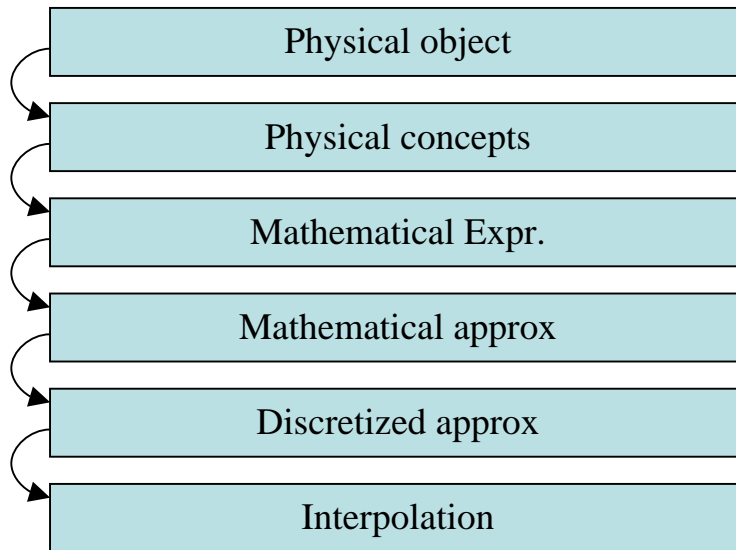 Physical object
Physical concepts
Mathematical Expr.
Mathematical approx
Discretized approx
Interpolation